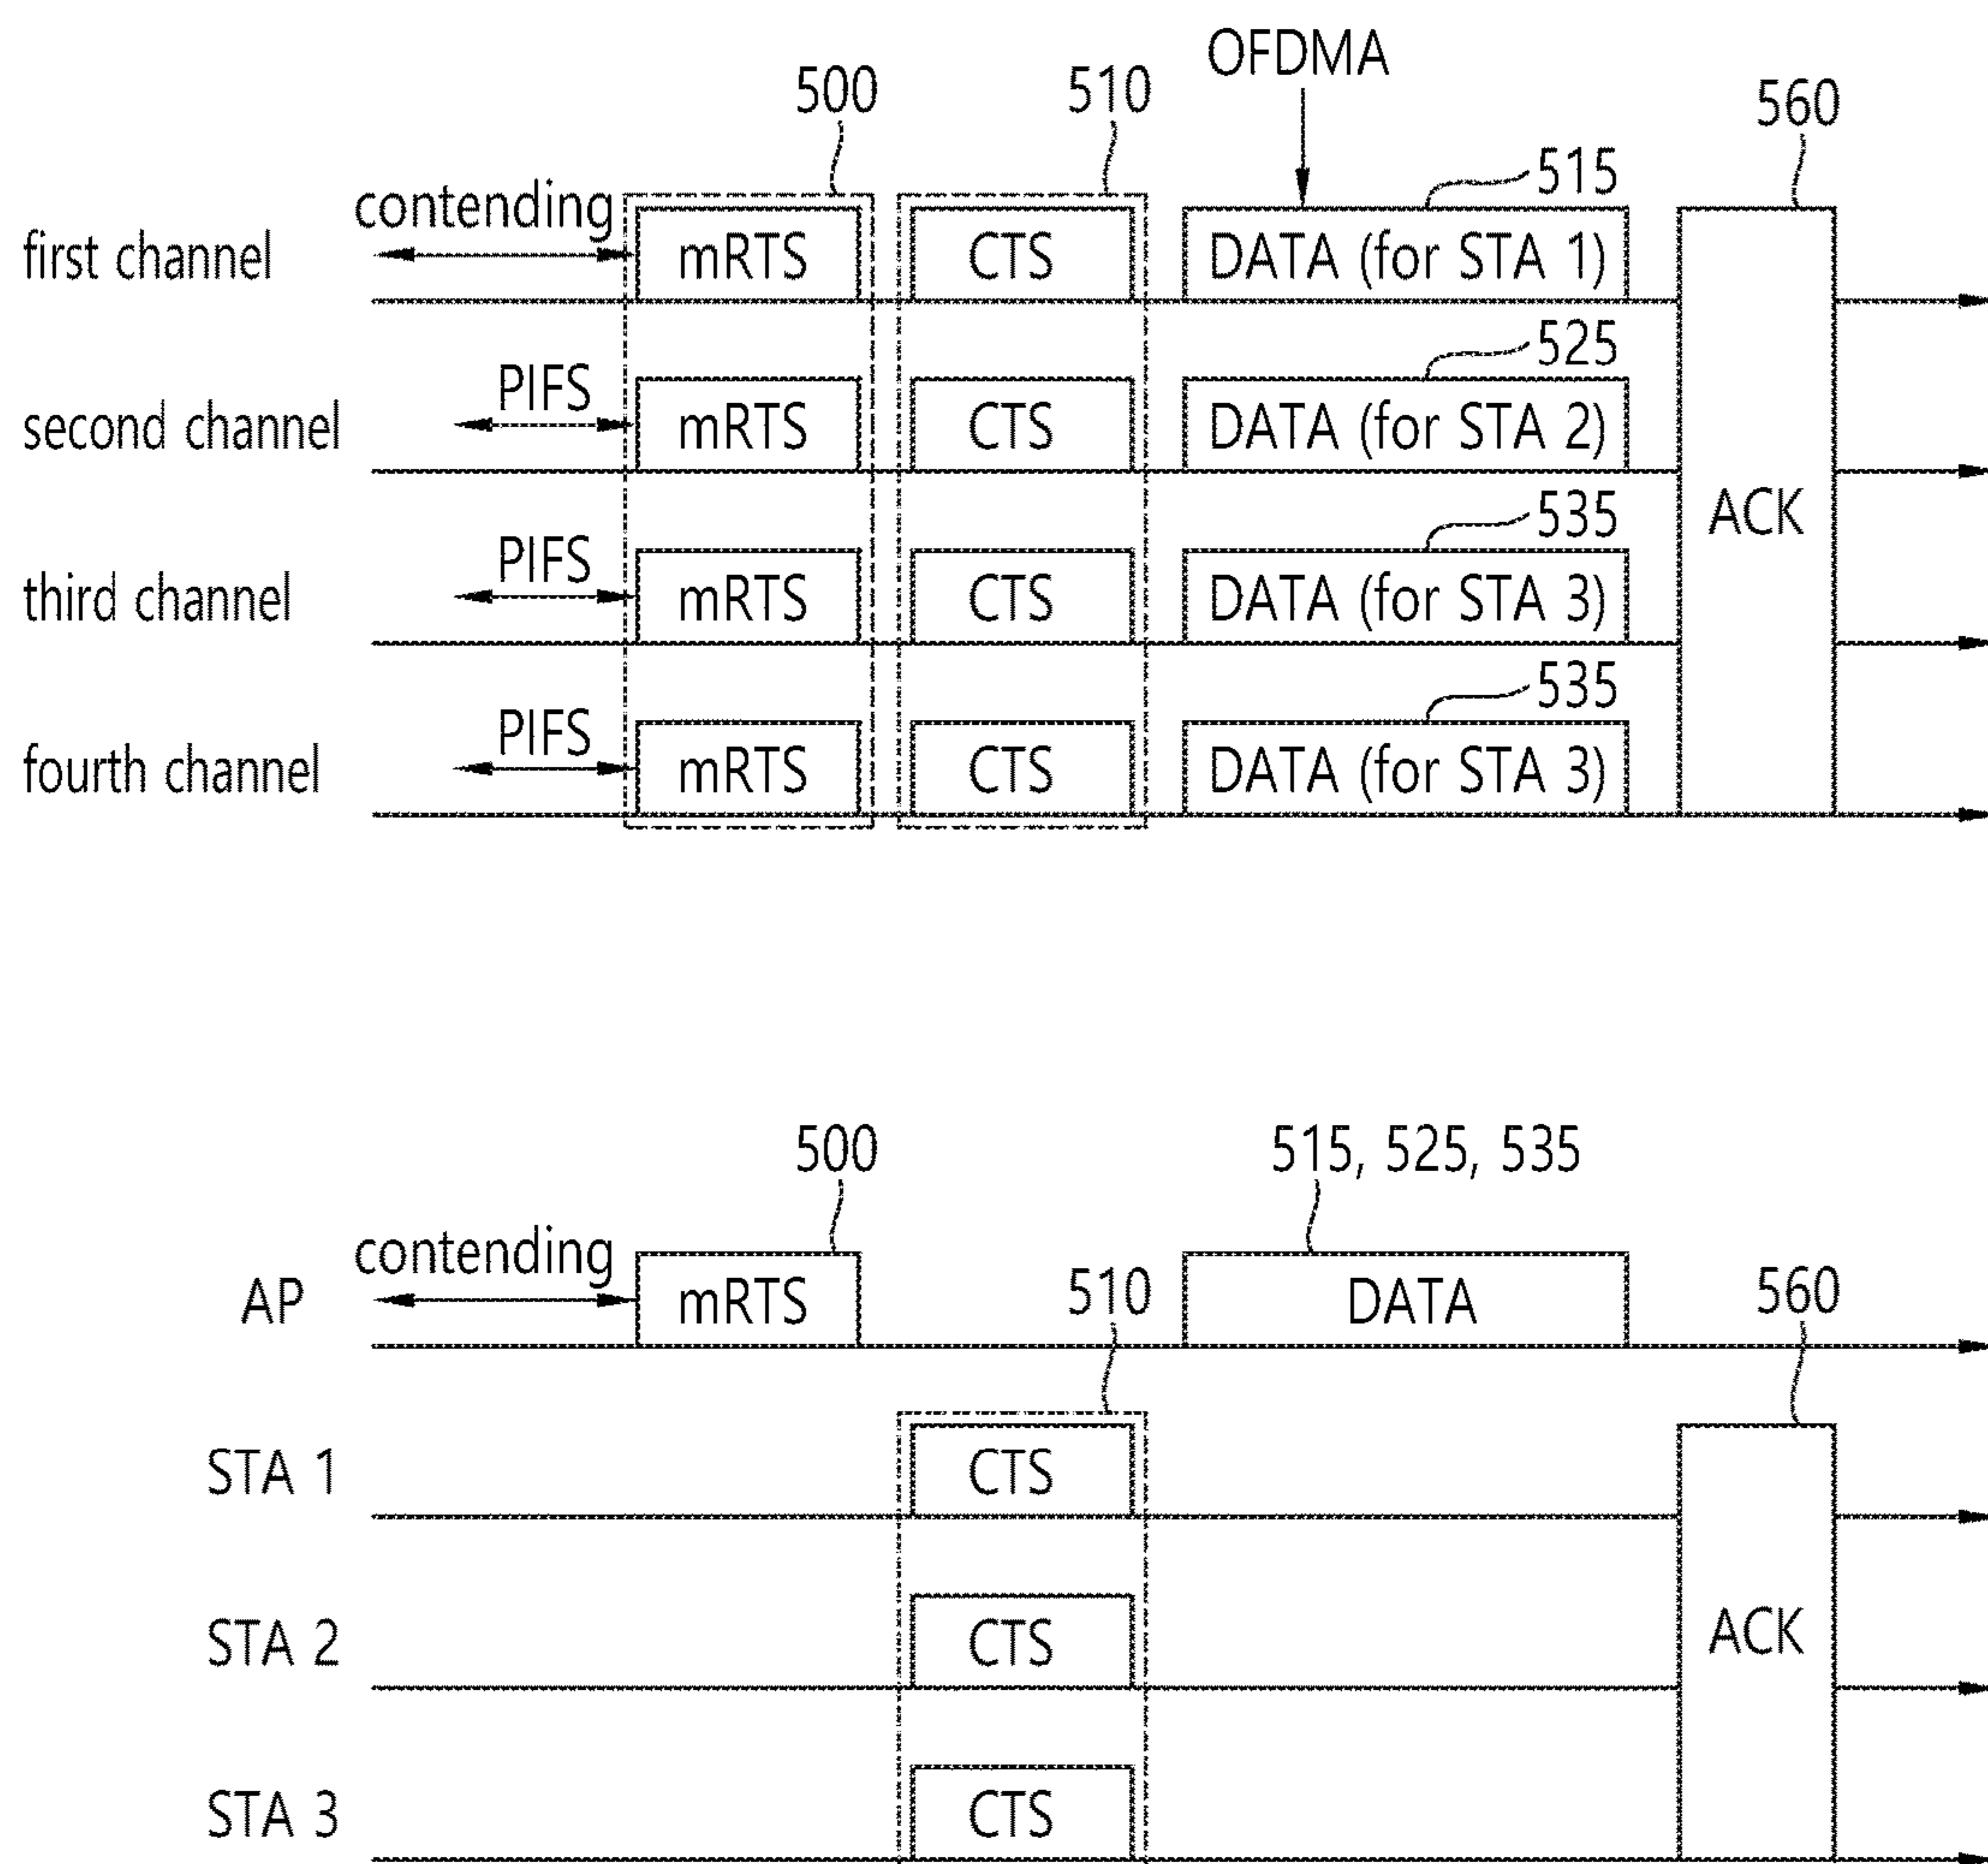 OFDMA
500
510
560
515
contending
first channel
mRTS
CTS
DATA (for STA 1)
525
PIFS
second channel
mRTS
CTS
DATA (for STA 2)
535
PIFS
third channel
mRTS
CTS
DATA (for STA 3)
ACK
535
PIFS
fourth channel
mRTS
CTS
DATA (for STA 3)
500
515, 525, 535
contending
510
560
AP
mRTS
DATA
STA 1
CTS
STA 2
CTS
ACK
STA 3
CTS